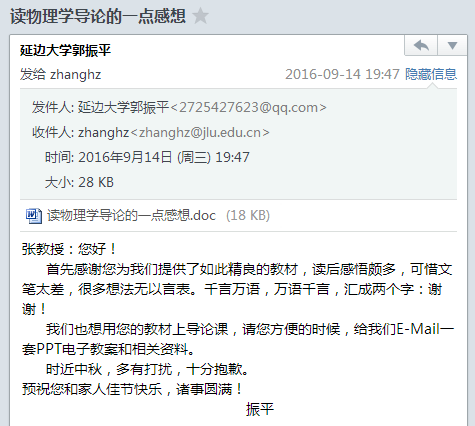 读物理学导论的一点感想
延边大学郭振平
发给 zhanghz
2016-09-14 19:47 隐藏信息
发件人: 延边大学郭振平<2725427623@qq.com>
收件人: zhanghz<zhanghz@jlu.edu.cn>
时间: 2016年9月14日 (周三) 19:47
大小: 28 KB
读物理学导论的一点感想.doc (18 KB)
张教授：您好！
首先感谢您为我们提供了如此精良的教材，读后感悟颇多，可惜文
笔太差，很多想法无以言表。千言万语，万语千言，汇成两个字：谢
谢！
我们也想用您的教材上导论课，请您方便的时候，给我们E-Mail一
套PPT电子教案和相关资料。
时近中秋，多有打扰，十分抱歉。
预祝您和家人佳节快乐，诸事圆满！
振平